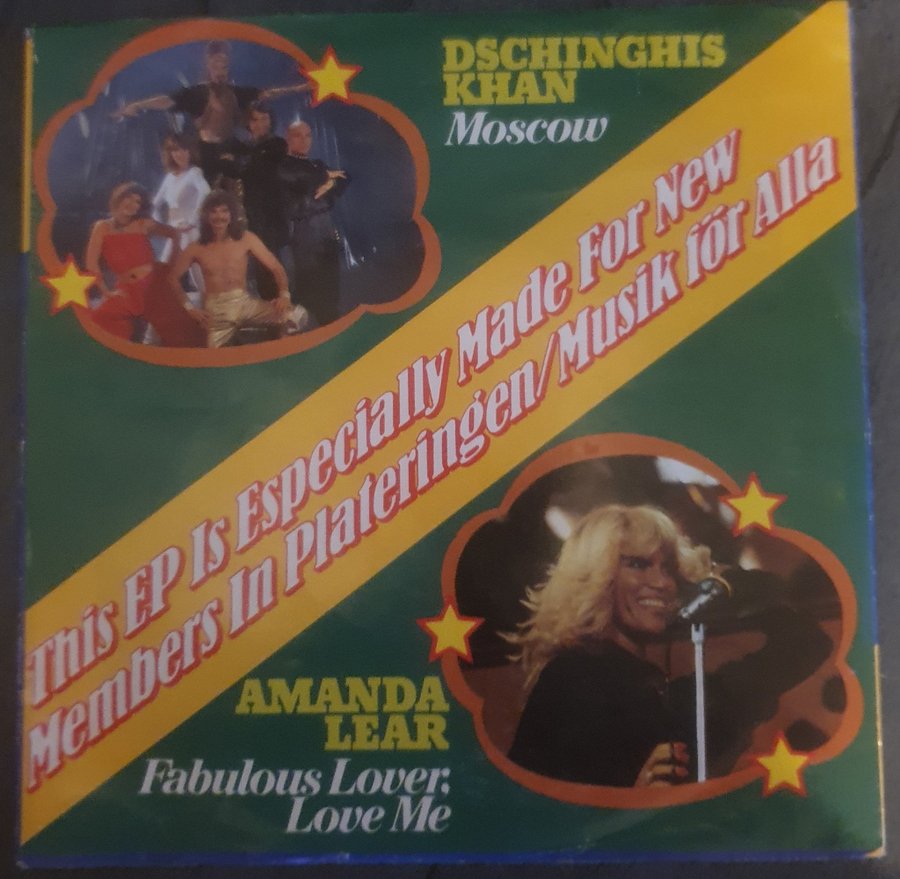 DSCHINGHIS
KHAN
Moscow
This EP Is Especially Made For New
Members In Plateringen/Musik för Alla
AMANDA
LEAR
Fabulous Lover,
Love Me